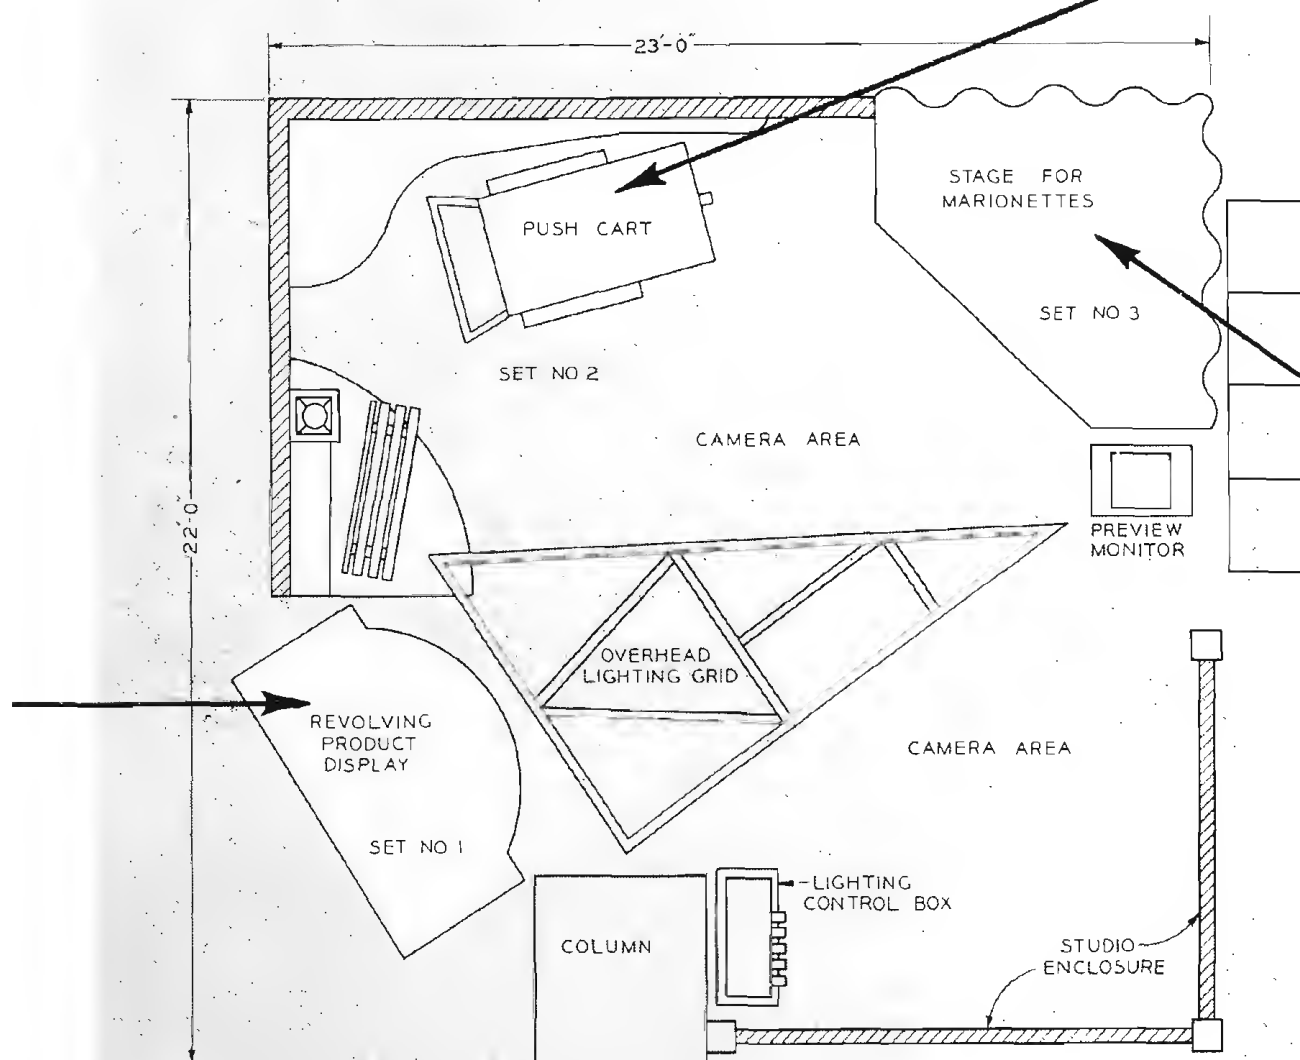 23'-0"
STAGE FOR
MARIONETTES
PUSH CART
SET NO 3
SET NO 2
CAMERA AREA
22'-0"
PREVIEW
MONITOR
OVERHEAD
LIGHTING GRID
REVOLVING
PRODUCT
DISPLAY
CAMERA AREA
SET NO 1
LIGHTING
CONTROL BOX
COLUMN
STUDIO
ENCLOSURE